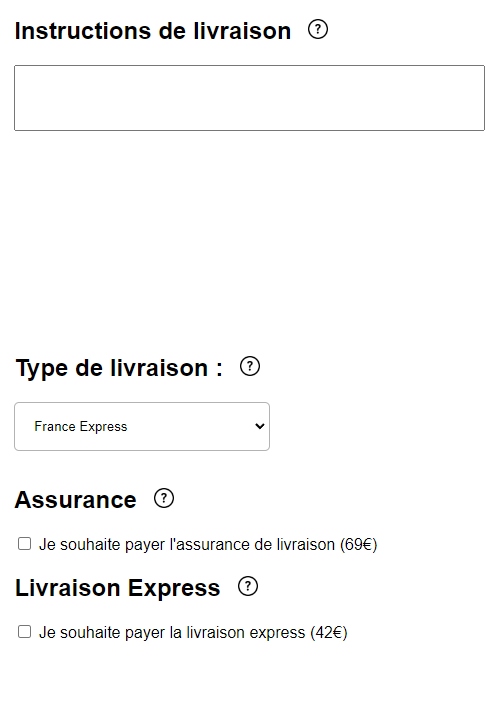 Instructions de livraison ?
Type de livraison : ?
France Express
Assurance ?
Je souhaite payer l'assurance de livraison (69€)
Livraison Express ?
Je souhaite payer la livraison express (42€)